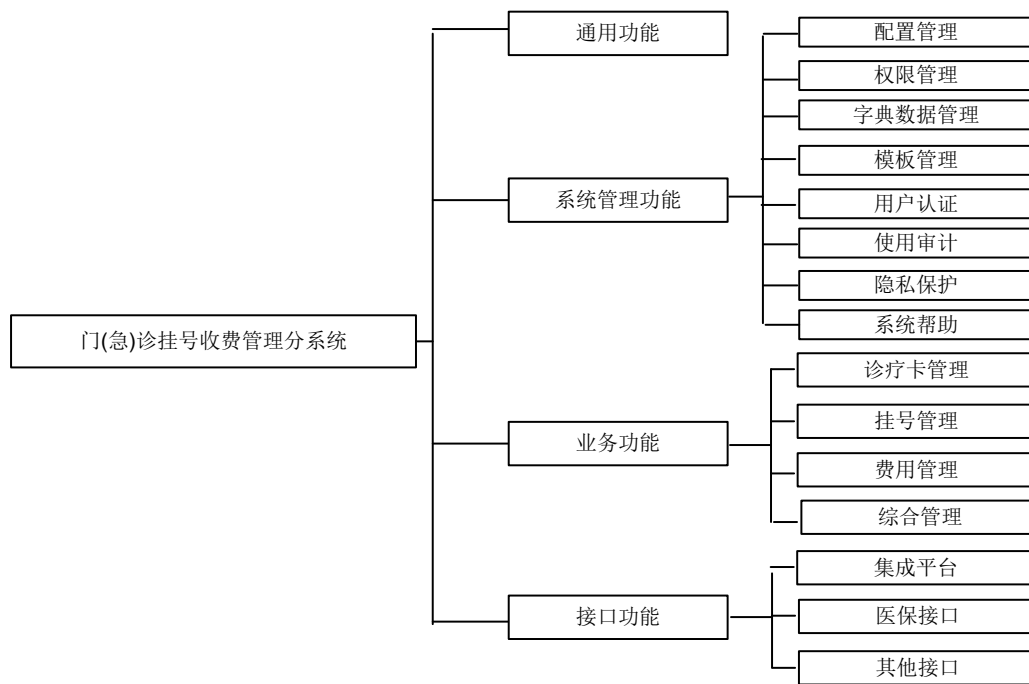 门(急)诊挂号收费管理分系统
通用功能
系统管理功能
配置管理
权限管理
字典数据管理
模板管理
用户认证
使用审计
隐私保护
系统帮助
业务功能
诊疗卡管理
挂号管理
费用管理
综合管理
接口功能
集成平台
医保接口
其他接口